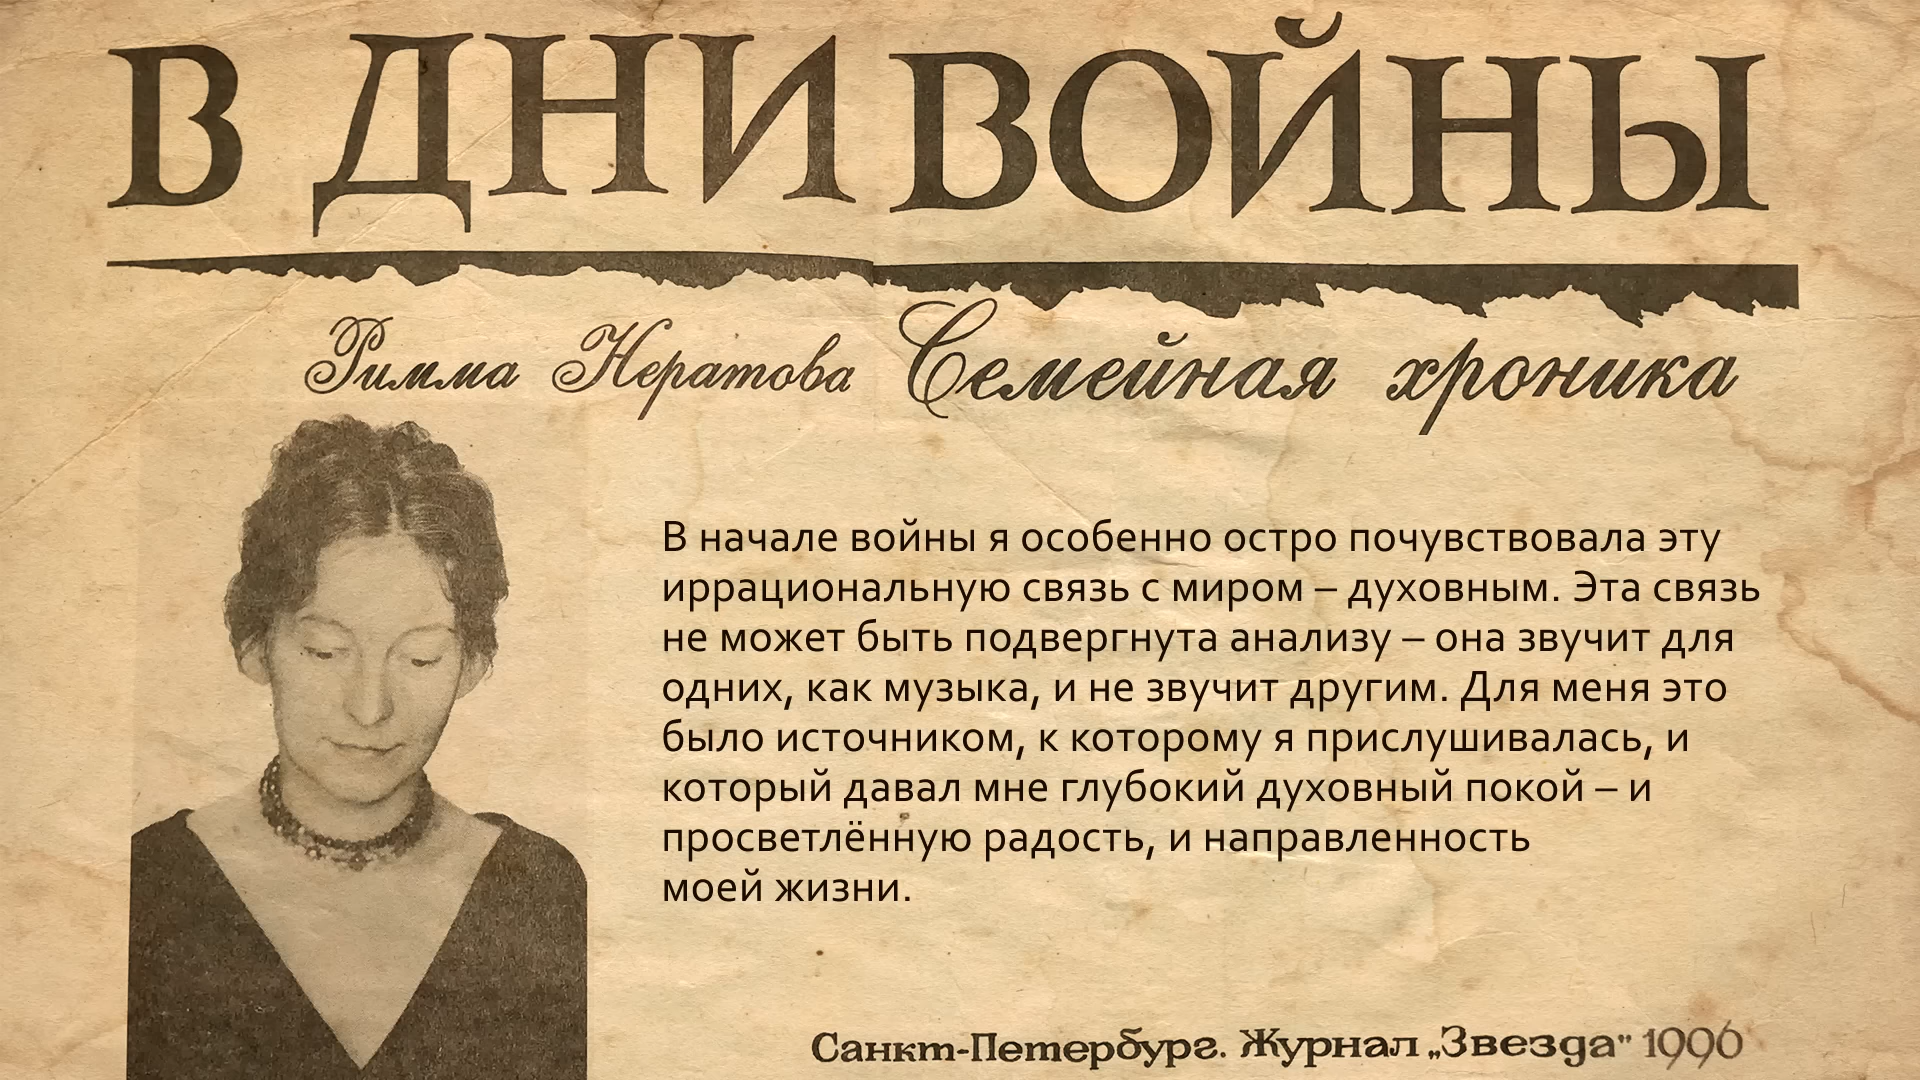 В ДНИ ВОЙНЫ
Римма Нератова Семейная хроника
В начале войны я особенно остро почувствовала эту
иррациональную связь с миром – духовным. Эта связь
не может быть подвергнута анализу – она звучит для
одних, как музыка, и не звучит другим. Для меня это
было источником, к которому я прислушивалась, и
который давал мне глубокий духовный покой – и
просветлённую радость, и направленность
моей жизни.
Санкт-Петербург. Журнал „Звезда" 1996